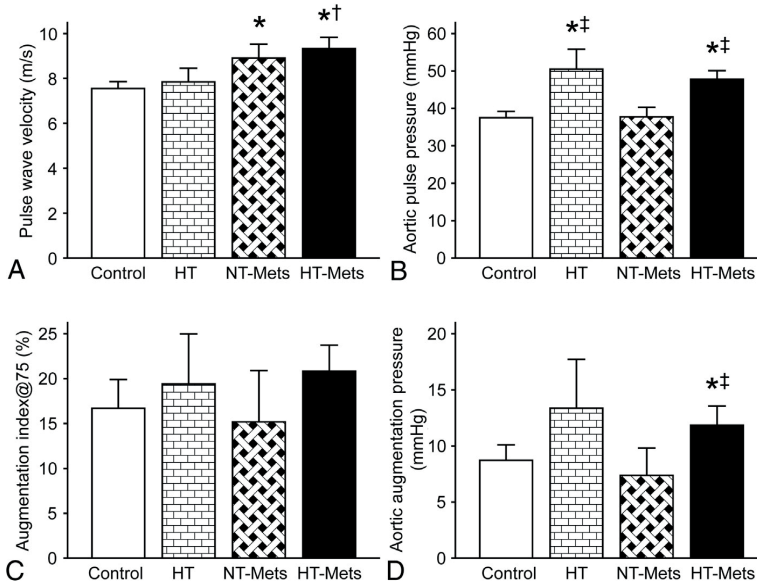 Pulse wave velocity (m/s)
10
8
6
4
2
0
*
*†
Control HT NT-Mets HT-Mets
A
Aortic pulse pressure (mmHg)
60
50
40
30
20
10
0
*‡
*‡
Control HT NT-Mets HT-Mets
B
Augmentation index@75 (%)
25
20
15
10
5
0
Control HT NT-Mets HT-Mets
C
Aortic augmentation pressure
(mmHg)
20
15
10
5
0
*‡
Control HT NT-Mets HT-Mets
D